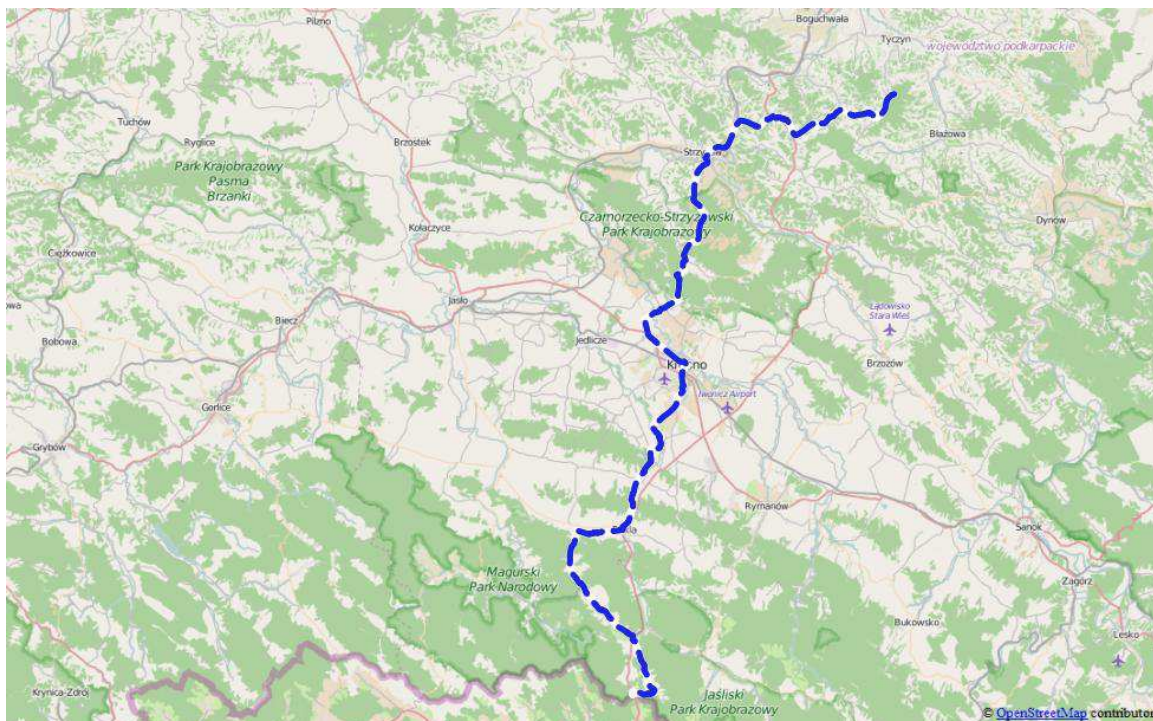 Pilzno
Boguchwała
Tyczyn
województwo podkarpackie
Tuchów
Ryglice
Brzostek
Błażowa
Park Krajobrazowy
Pasma
Brzanki
Czarnorzecko-Strzyżowski
Park Krajobrazowy
Dynów
Kołaczyce
Ciężkowice
Jasło
Lądowisko
Stara Wieś
Biecz
Bobowa
Jedlicze
Brzozów
Iwonicz Airport
Gorlice
Grybów
Rymanów
Sanok
Magurski
Park Narodowy
Zagórz
Bukowsko
Lesko
Krynica-Zdrój
Jaśliski
Park Krajobrazowy
© OpenStreetMap contributor